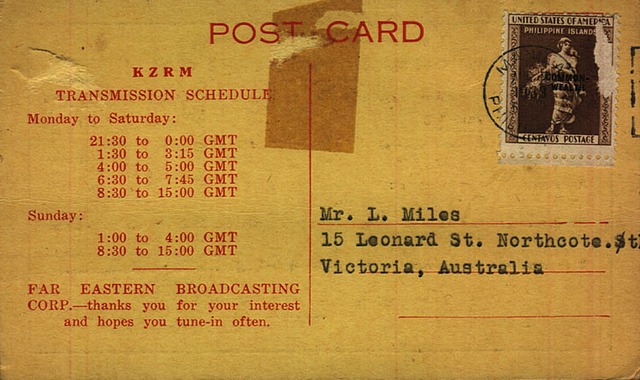 POST CARD
KZRM
TRANSMISSION SCHEDULE
Monday to Saturday:
21:30 to 0:00 GMT
1:30 to 3:15 GMT
4:00 to 5:00 GMT
6:30 to 7:45 GMT
8:30 to 15:00 GMT
Sunday:
1:00 to 4:00 GMT
8:30 to 15:00 GMT
FAR EASTERN BROADCASTING
CORP.—thanks you for your interest
and hopes you tune-in often.
UNITED STATES OF AMERICA
PHILIPPINE ISLANDS
COMMON-
WEALTH
CENTAVOS POSTAGE
Mr. L. Miles
15 Leonard St. Northcote.
Victoria, Australia